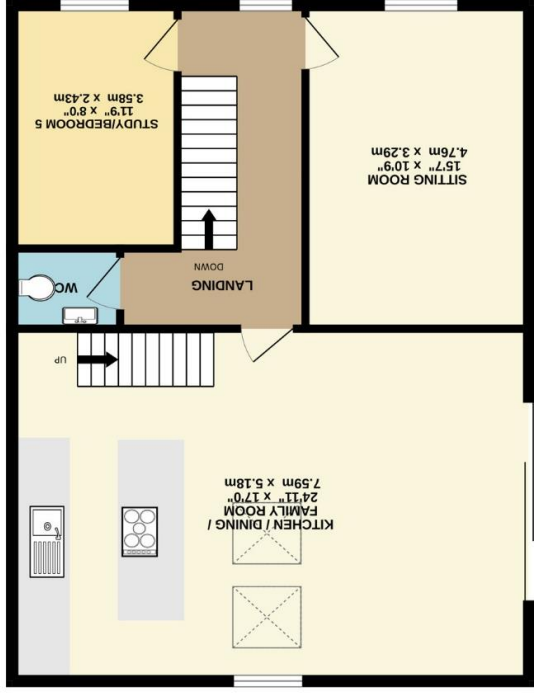 KITCHEN / DINING /
FAMILY ROOM
24'11" x 17'0"
7.59m x 5.18m
UP
LANDING
DOWN
WC
SITTING ROOM
15'7" x 10'9"
4.76m x 3.29m
STUDY/BEDROOM 5
11'9" x 8'0"
3.58m x 2.43m